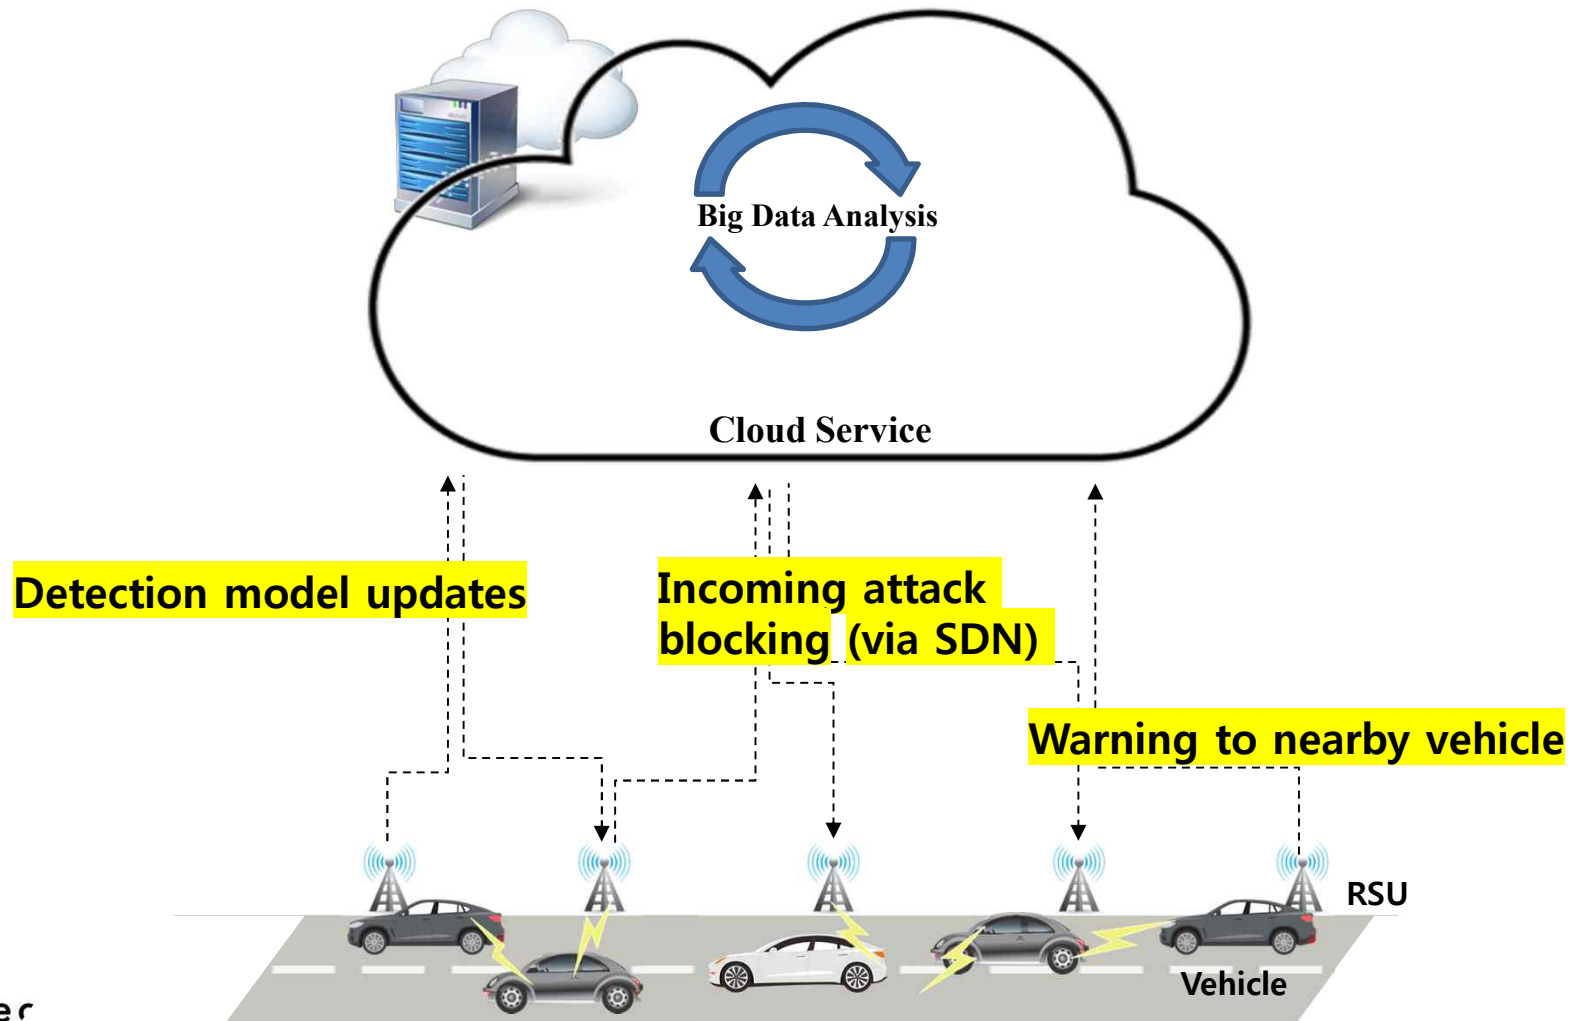 Big Data Analysis
Cloud Service
Detection model updates
Incoming attack
blocking (via SDN)
Warning to nearby vehicle
RSU
Vehicle